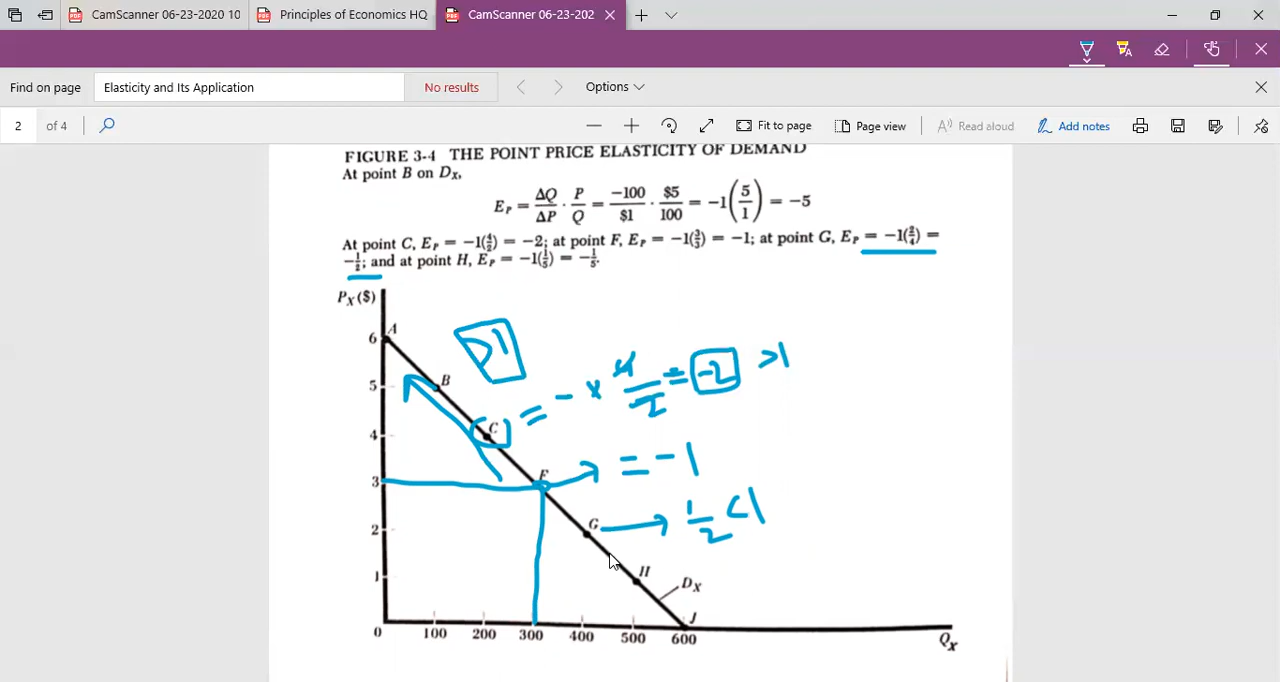 CamScanner 06-23-2020 10
Principles of Economics HQ
CamScanner 06-23-202
Find on page
Elasticity and Its Application
No results
Options
2
of 4
Fit to page
Page view
Read aloud
Add notes
FIGURE 3-4 THE POINT PRICE ELASTICITY OF DEMAND
At point B on Dx,
EP = ΔQ/ΔP · P/Q = -100/$1 · $5/100 = -1(5/1) = -5
At point C, EP = -1(4/2) = -2; at point F, EP = -1(3/3) = -1; at point G, EP = -1(2/4) =
-1/2; and at point H, EP = -1(1/5) = -1/5.
PX ($)
6
A
5
B
>1
= - × 4/2 = -2 >1
4
C
3
F
= -1
2
G
1/2 <1
1
H
DX
J
0
100
200
300
400
500
600
QX